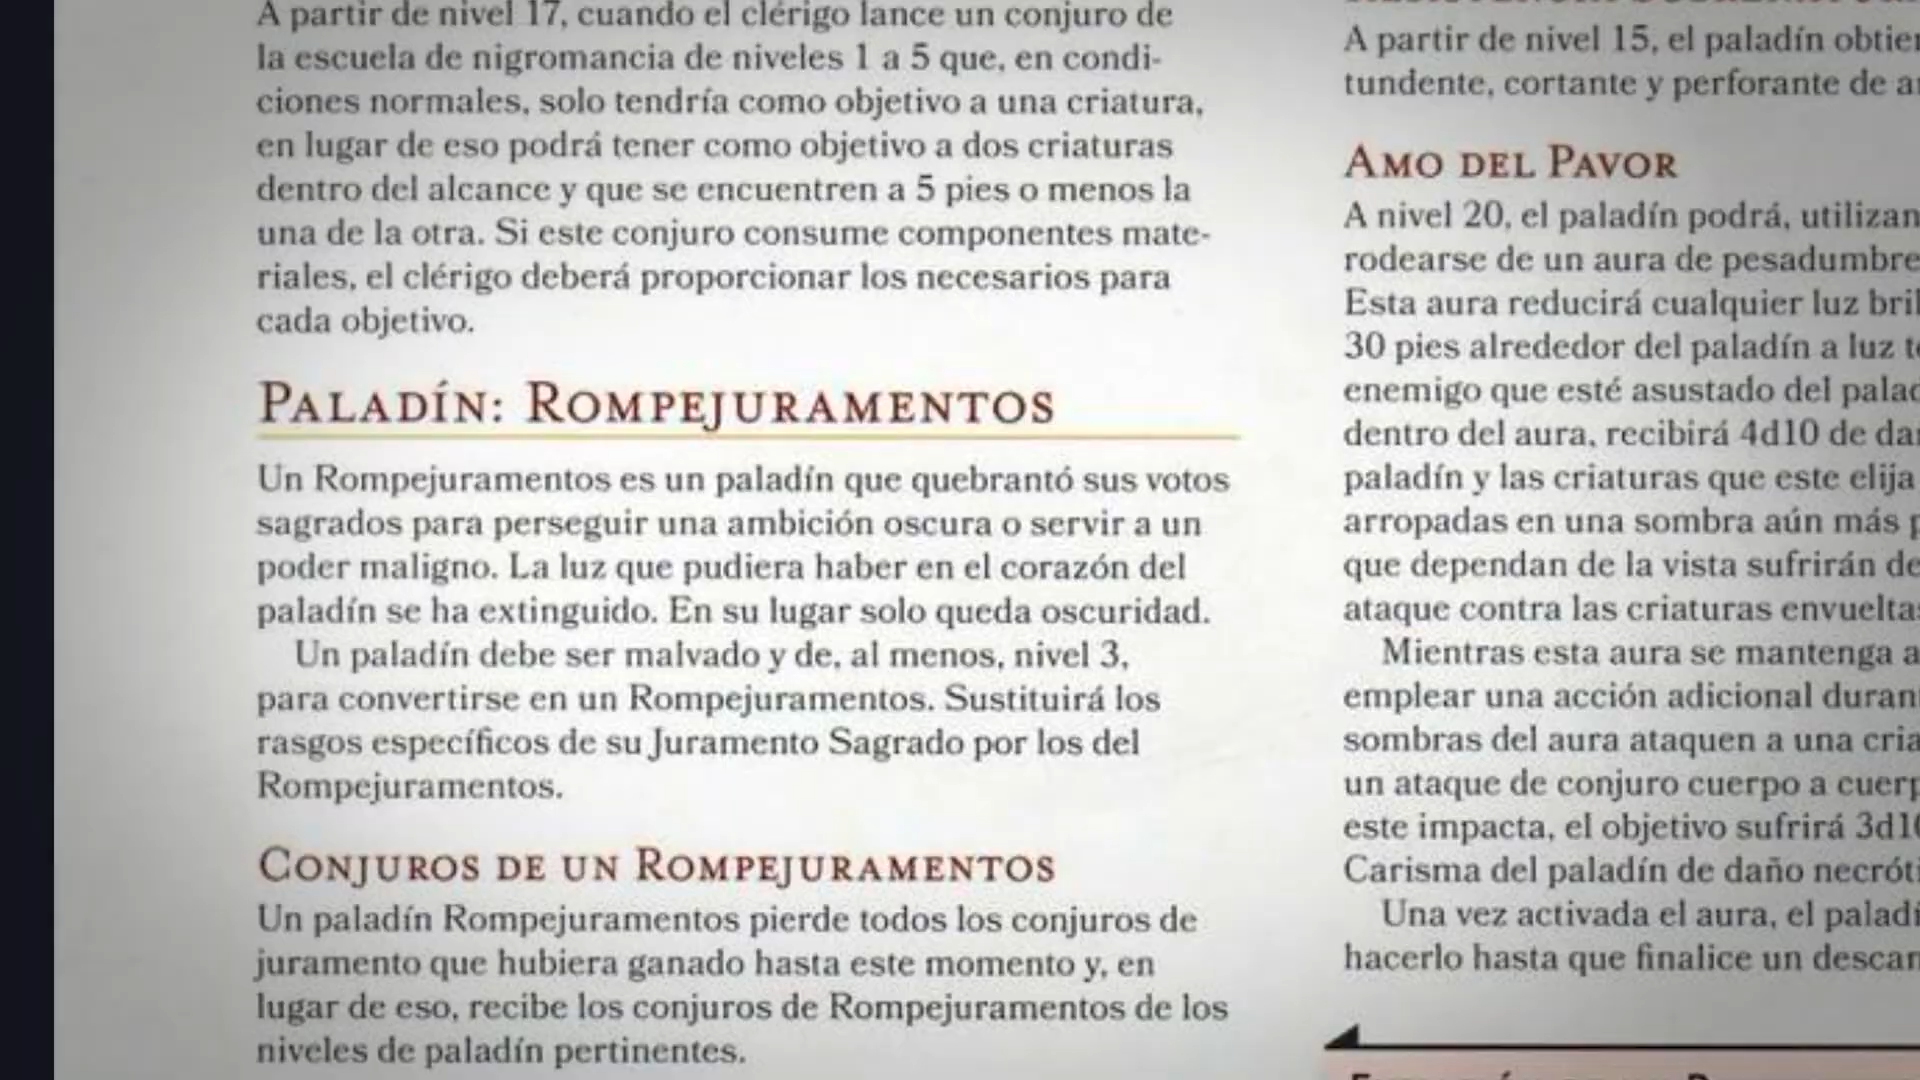 A partir de nivel 17, cuando el clérigo lance un conjuro de
la escuela de nigromancia de niveles 1 a 5 que, en condi-
ciones normales, solo tendría como objetivo a una criatura,
en lugar de eso podrá tener como objetivo a dos criaturas
dentro del alcance y que se encuentren a 5 pies o menos la
una de la otra. Si este conjuro consume componentes mate-
riales, el clérigo deberá proporcionar los necesarios para
cada objetivo.
PALADÍN: ROMPEJURAMENTOS
Un Rompejuramentos es un paladín que quebrantó sus votos
sagrados para perseguir una ambición oscura o servir a un
poder maligno. La luz que pudiera haber en el corazón del
paladín se ha extinguido. En su lugar solo queda oscuridad.
Un paladín debe ser malvado y de, al menos, nivel 3,
para convertirse en un Rompejuramentos. Sustituirá los
rasgos específicos de su Juramento Sagrado por los del
Rompejuramentos.
CONJUROS DE UN ROMPEJURAMENTOS
Un paladín Rompejuramentos pierde todos los conjuros de
juramento que hubiera ganado hasta este momento y, en
lugar de eso, recibe los conjuros de Rompejuramentos de los
niveles de paladín pertinentes.
A partir de nivel 15, el paladín
tundente, cortante y perforante de
AMO DEL PAVOR
A nivel 20, el paladín podrá,
rodearse de un aura de pesadumbre
Esta aura reducirá cualquier luz
30 pies alrededor del paladín a luz
enemigo que esté asustado del
dentro del aura, recibirá 4d10 de
paladín y las criaturas que este elija
arropadas en una sombra aún más
que dependan de la vista sufrirán
ataque contra las criaturas
Mientras esta aura se mantenga
emplear una acción adicional
sombras del aura ataquen a una
un ataque de conjuro cuerpo a
este impacta, el objetivo sufrirá
Carisma del paladín de daño
Una vez activada el aura, el
hacerlo hasta que finalice un